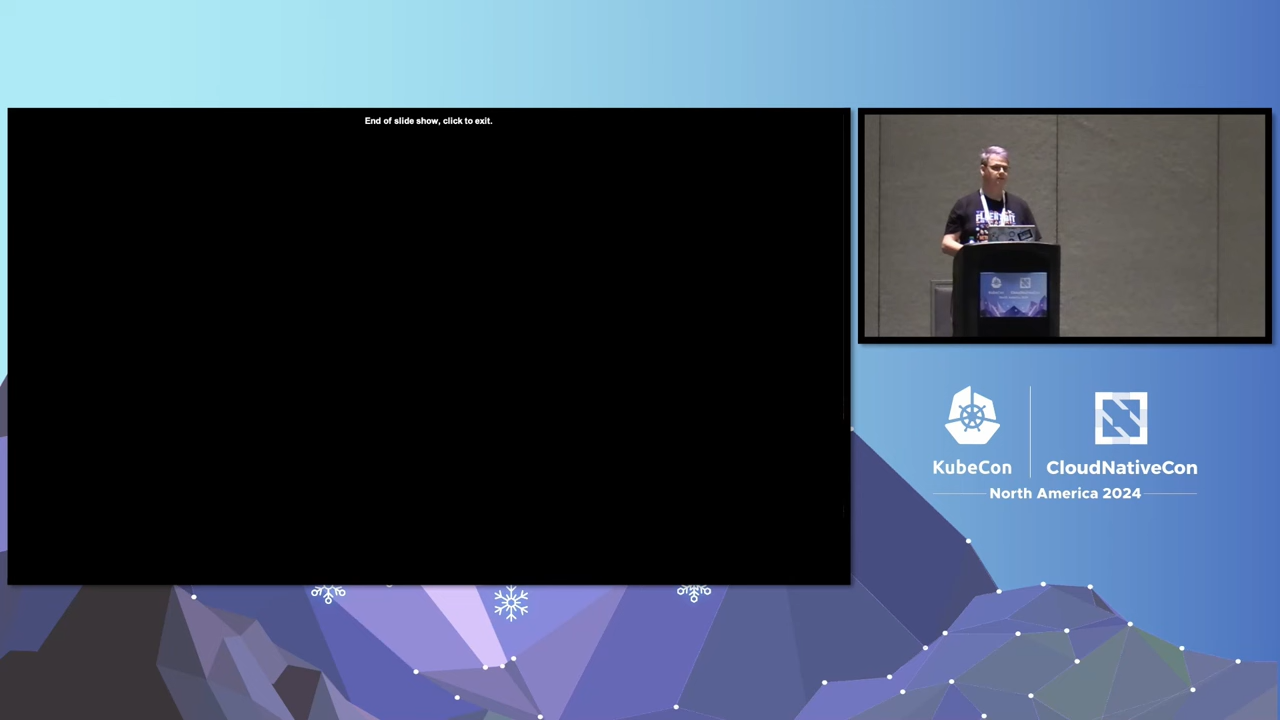 End of slide show, click to exit.
KubeCon
CloudNativeCon
North America 2024